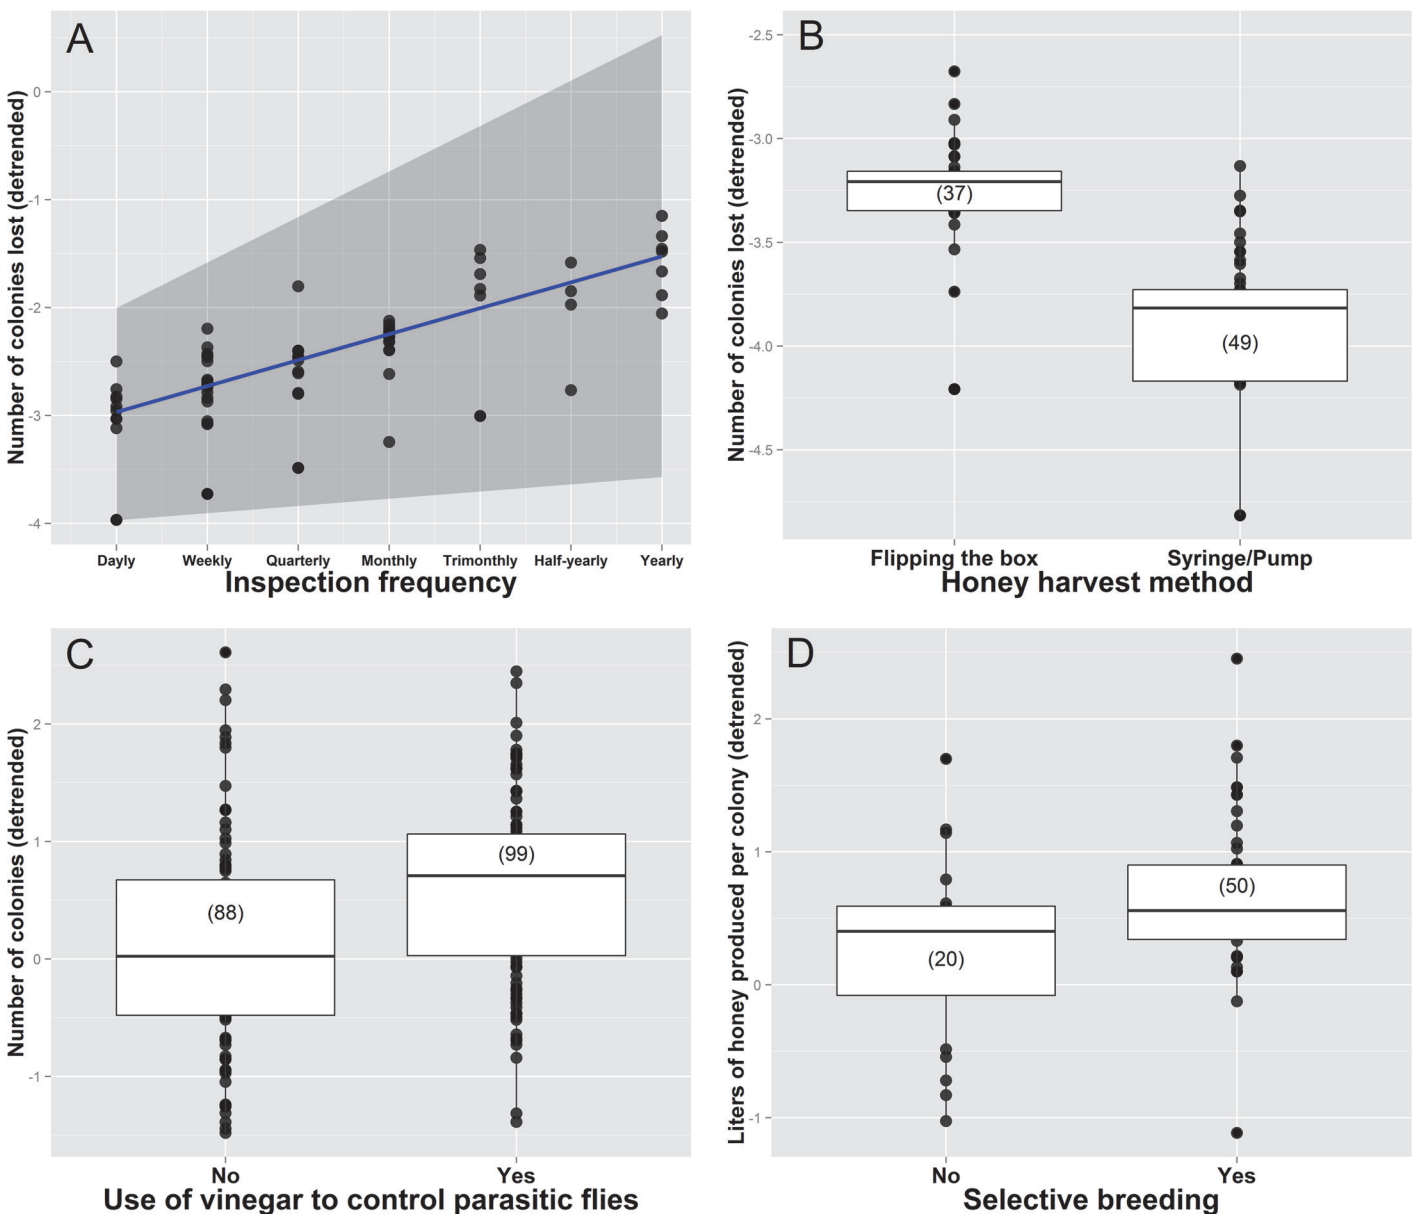 A
Number of colonies lost (detrended)
0
-1
-2
-3
-4
Dayly Weekly Quarterly Monthly Trimonthly Half-yearly Yearly
Inspection frequency
B
Number of colonies lost (detrended)
-2.5
-3.0
-3.5
-4.0
-4.5
(37)
(49)
Flipping the box Syringe/Pump
Honey harvest method
C
Number of colonies (detrended)
2
1
0
-1
(88)
(99)
No Yes
Use of vinegar to control parasitic flies
D
Liters of honey produced per colony (detrended)
2
1
0
-1
(20)
(50)
No Yes
Selective breeding